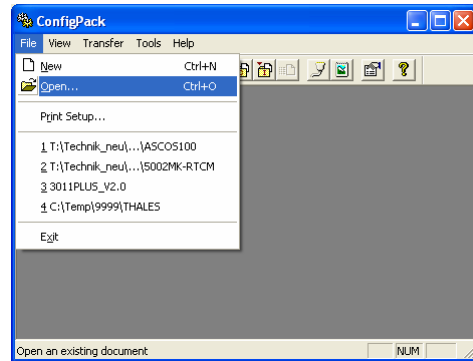 ConfigPack
File View Transfer Tools Help
New Ctrl+N
Open... Ctrl+O
Print Setup...
1 T:\Technik_neu\...\ASCOS100
2 T:\Technik_neu\...\5002MK-RTCM
3 3011PLUS_V2.0
4 C:\Temp\9999\THALES
Exit
Open an existing document NUM